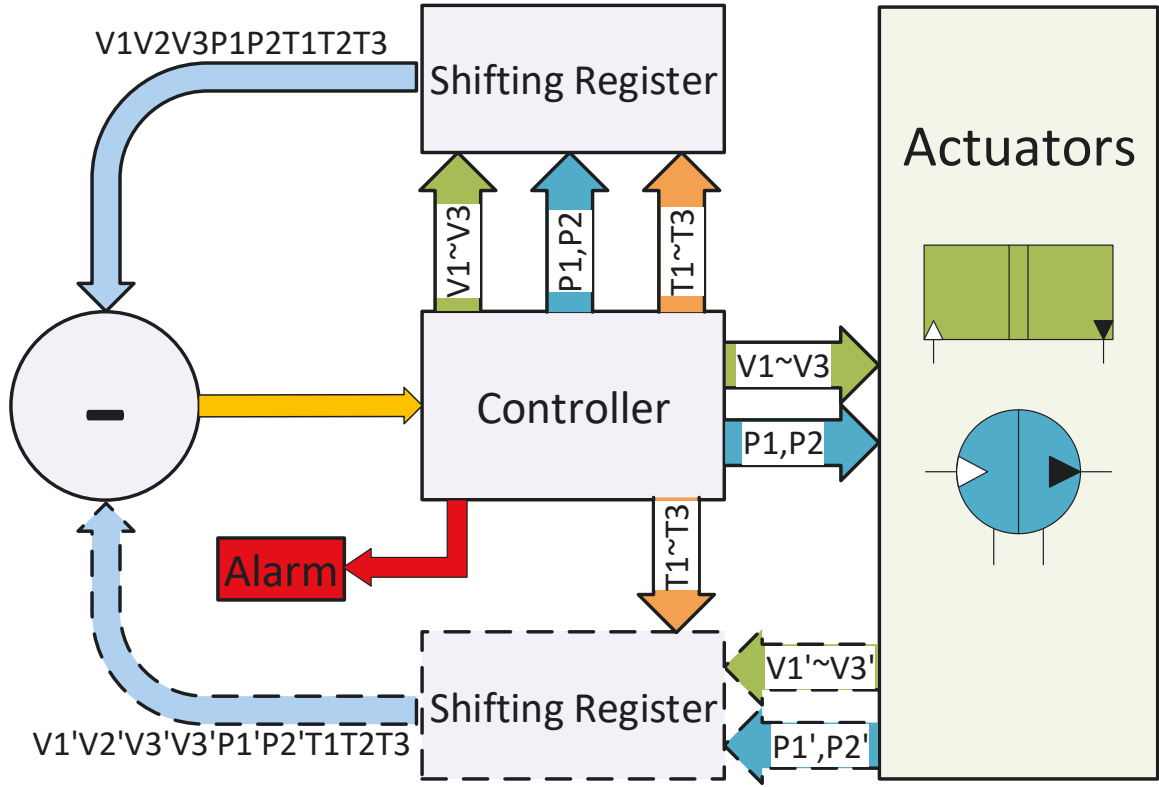 V1V2V3P1P2T1T2T3
Shifting Register
Actuators
V1~V3
P1,P2
T1~T3
V1~V3
Controller
P1,P2
-
T1~T3
Alarm
V1'~V3'
Shifting Register
P1',P2'
V1'V2'V3'V3'P1'P2'T1T2T3